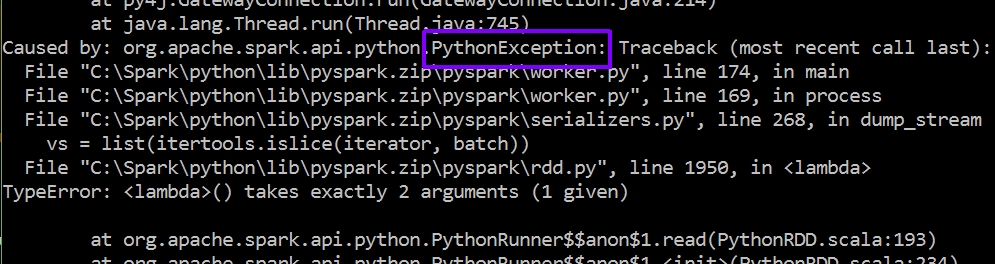 at py4j.GatewayConnection.run(GatewayConnection.java:214)
at java.lang.Thread.run(Thread.java:745)
Caused by: org.apache.spark.api.python.PythonException: Traceback (most recent call last):
File "C:\Spark\python\lib\pyspark.zip\pyspark\worker.py", line 174, in main
File "C:\Spark\python\lib\pyspark.zip\pyspark\worker.py", line 169, in process
File "C:\Spark\python\lib\pyspark.zip\pyspark\serializers.py", line 268, in dump_stream
vs = list(itertools.islice(iterator, batch))
File "C:\Spark\python\lib\pyspark.zip\pyspark\rdd.py", line 1950, in <lambda>
TypeError: <lambda>() takes exactly 2 arguments (1 given)
at org.apache.spark.api.python.PythonRunner$$anon$1.read(PythonRDD.scala:193)
at org.apache.spark.api.python.PythonRunner$$anon$1.<init>(PythonRDD.scala:234)